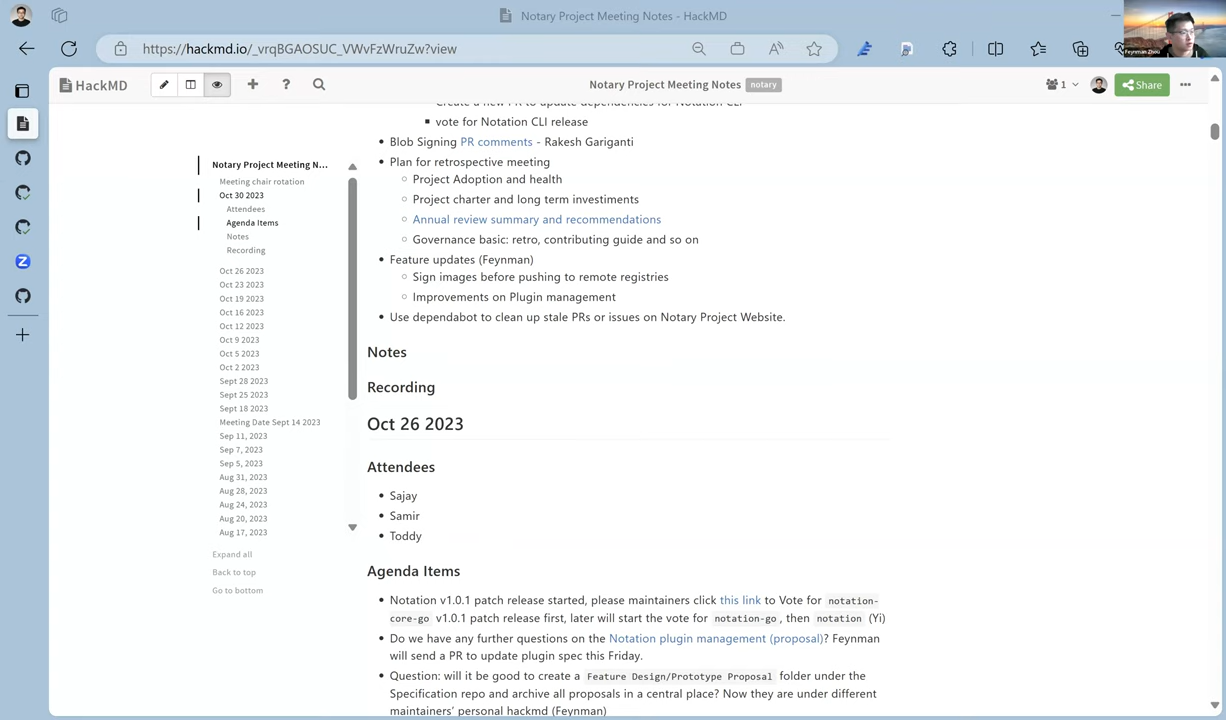 Notary Project Meeting Notes - HackMD
https://hackmd.io/_vrqBGAOSUC_VWvFzWruZw?view
Feynman Zhou
HackMD
Notary Project Meeting Notes notary
1
Share
Create a new PR to update dependencies for Notation CLI
vote for Notation CLI release
Blob Signing PR comments - Rakesh Gariganti
Plan for retrospective meeting
Project Adoption and health
Project charter and long term investiments
Annual review summary and recommendations
Governance basic: retro, contributing guide and so on
Feature updates (Feynman)
Sign images before pushing to remote registries
Improvements on Plugin management
Use dependabot to clean up stale PRs or issues on Notary Project Website.
Notes
Recording
Oct 26 2023
Attendees
Sajay
Samir
Toddy
Agenda Items
Notation v1.0.1 patch release started, please maintainers click this link to Vote for notation-
core-go v1.0.1 patch release first, later will start the vote for notation-go, then notation (Yi)
Do we have any further questions on the Notation plugin management (proposal)? Feynman
will send a PR to update plugin spec this Friday.
Question: will it be good to create a Feature Design/Prototype Proposal folder under the
Specification repo and archive all proposals in a central place? Now they are under different
maintainers' personal hackmd (Feynman)
Notary Project Meeting N...
Meeting chair rotation
Oct 30 2023
Attendees
Agenda Items
Notes
Recording
Oct 26 2023
Oct 23 2023
Oct 19 2023
Oct 16 2023
Oct 12 2023
Oct 9 2023
Oct 5 2023
Oct 2 2023
Sept 28 2023
Sept 25 2023
Sept 18 2023
Meeting Date Sept 14 2023
Sep 11, 2023
Sep 7, 2023
Sep 5, 2023
Aug 31, 2023
Aug 28, 2023
Aug 24, 2023
Aug 20, 2023
Aug 17, 2023
Expand all
Back to top
Go to bottom